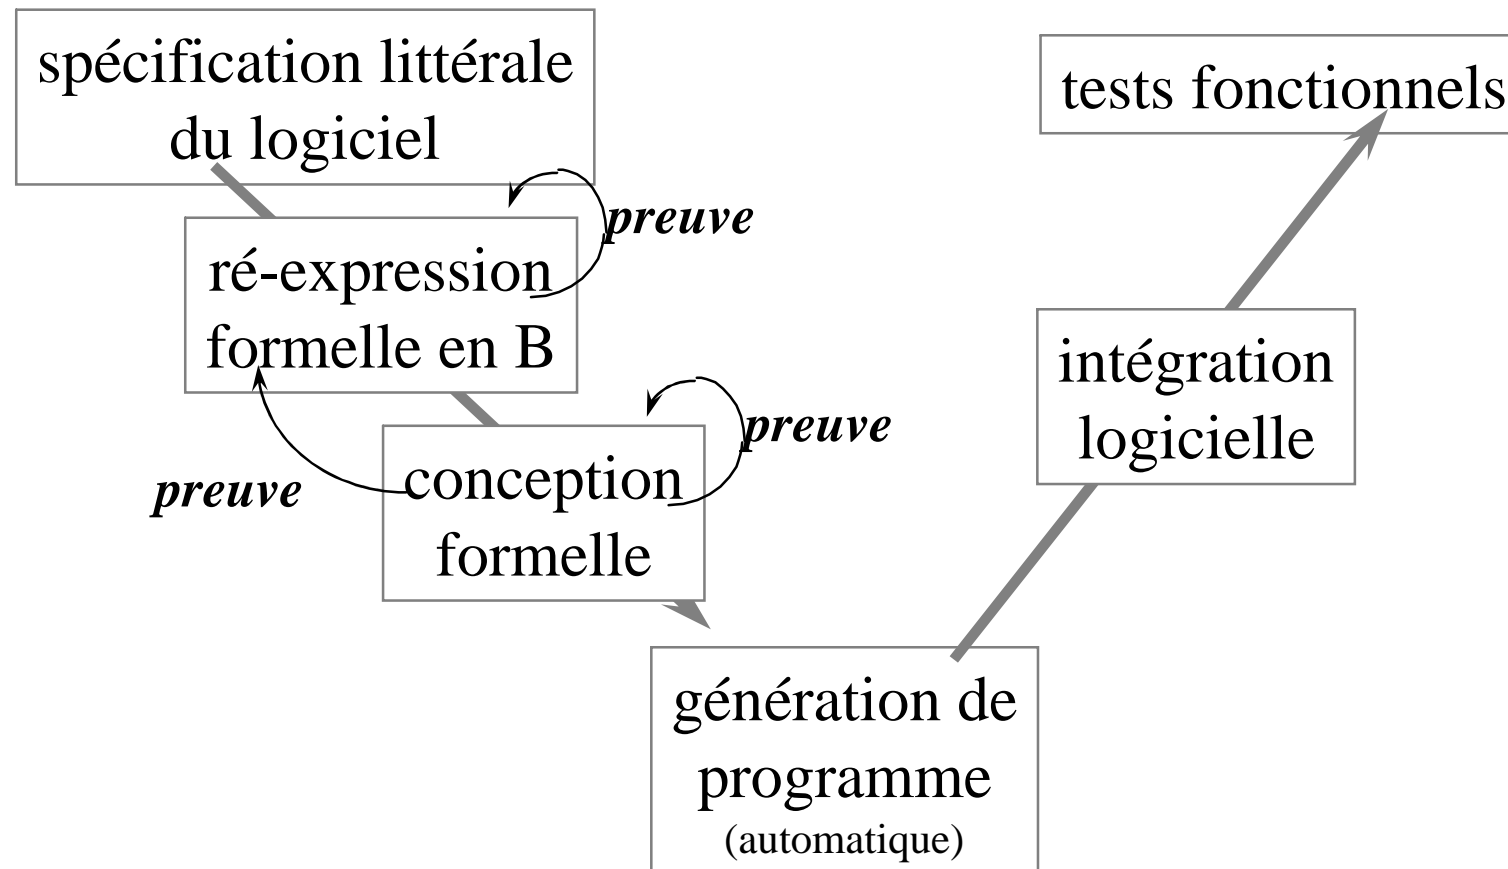 spécification littérale
du logiciel
preuve
ré-expression
formelle en B
preuve
conception
formelle
preuve
génération de
programme
(automatique)
intégration
logicielle
tests fonctionnels